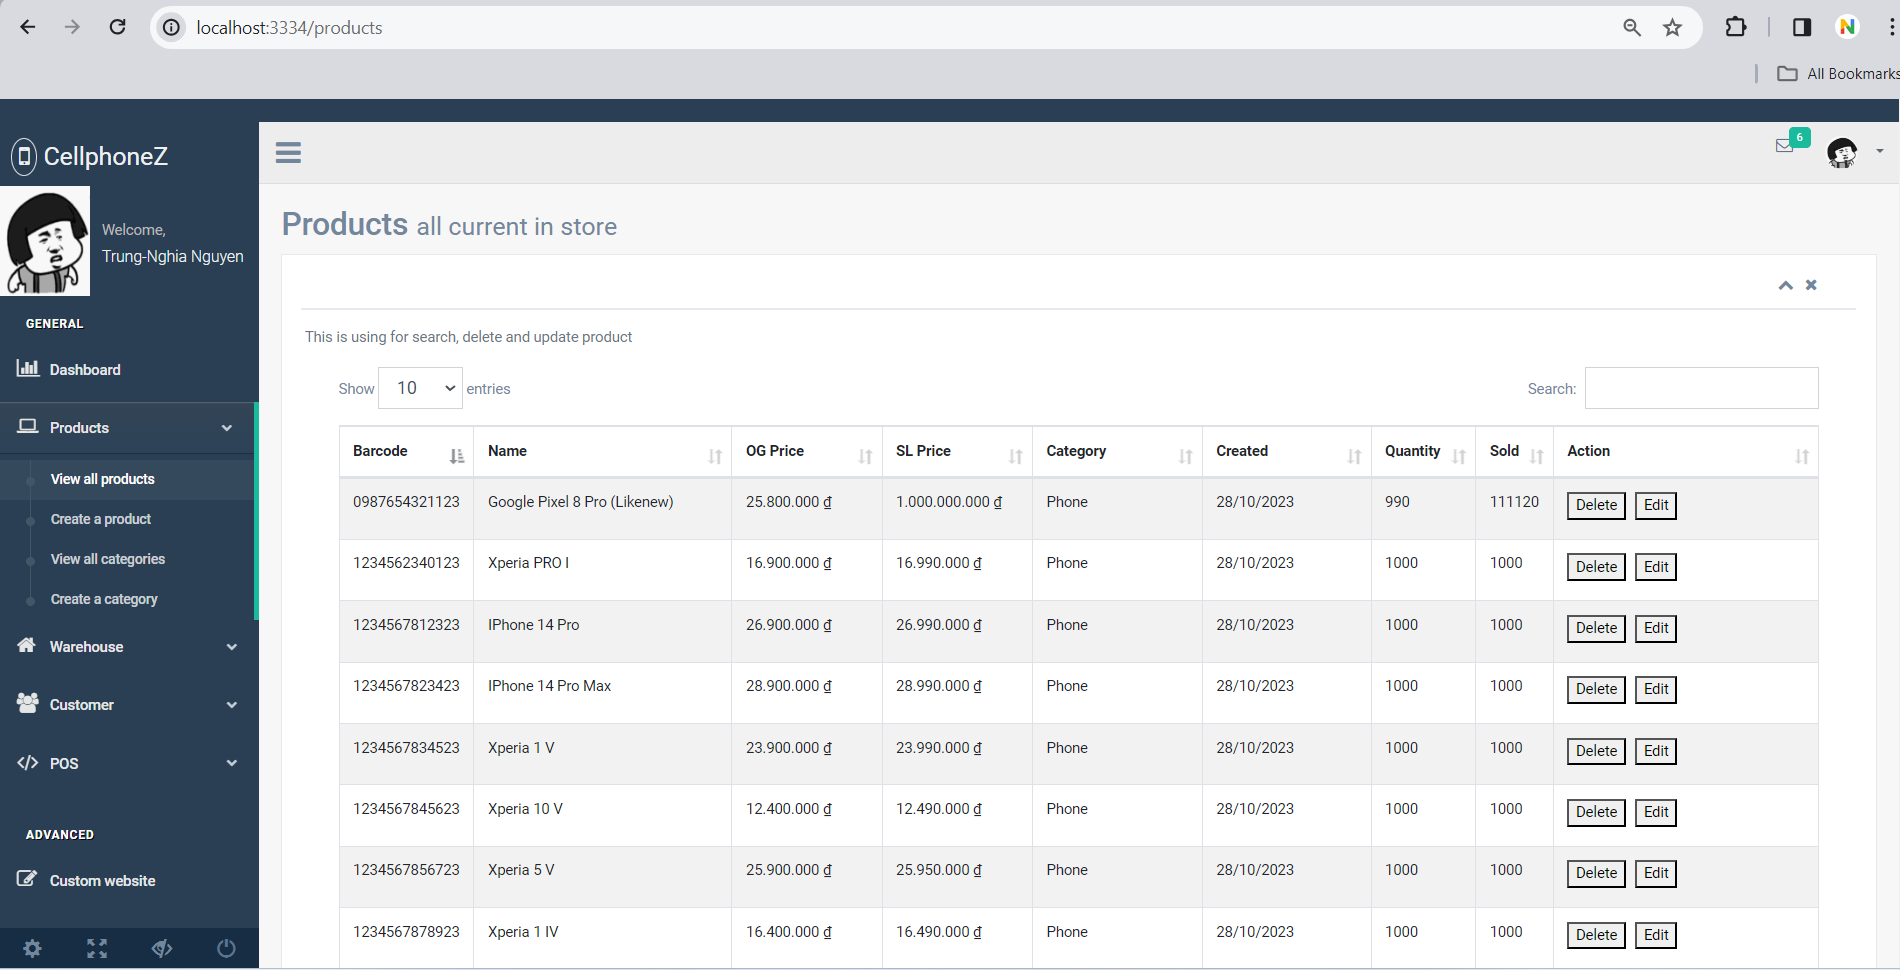 localhost:3334/products
All Bookmarks
CellphoneZ
6
Welcome,
Trung-Nghia Nguyen
GENERAL
Dashboard
Products
View all products
Create a product
View all categories
Create a category
Warehouse
Customer
POS
ADVANCED
Custom website
Products all current in store
This is using for search, delete and update product
Show 10 entries Search:
Barcode Name OG Price SL Price Category Created Quantity Sold Action
0987654321123 Google Pixel 8 Pro (Likenew) 25.800.000 ₫ 1.000.000.000 ₫ Phone 28/10/2023 990 111120 Delete Edit
1234562340123 Xperia PRO I 16.900.000 ₫ 16.990.000 ₫ Phone 28/10/2023 1000 1000 Delete Edit
1234567812323 IPhone 14 Pro 26.900.000 ₫ 26.990.000 ₫ Phone 28/10/2023 1000 1000 Delete Edit
1234567823423 IPhone 14 Pro Max 28.900.000 ₫ 28.990.000 ₫ Phone 28/10/2023 1000 1000 Delete Edit
1234567834523 Xperia 1 V 23.900.000 ₫ 23.990.000 ₫ Phone 28/10/2023 1000 1000 Delete Edit
1234567845623 Xperia 10 V 12.400.000 ₫ 12.490.000 ₫ Phone 28/10/2023 1000 1000 Delete Edit
1234567856723 Xperia 5 V 25.900.000 ₫ 25.950.000 ₫ Phone 28/10/2023 1000 1000 Delete Edit
1234567878923 Xperia 1 IV 16.400.000 ₫ 16.490.000 ₫ Phone 28/10/2023 1000 1000 Delete Edit